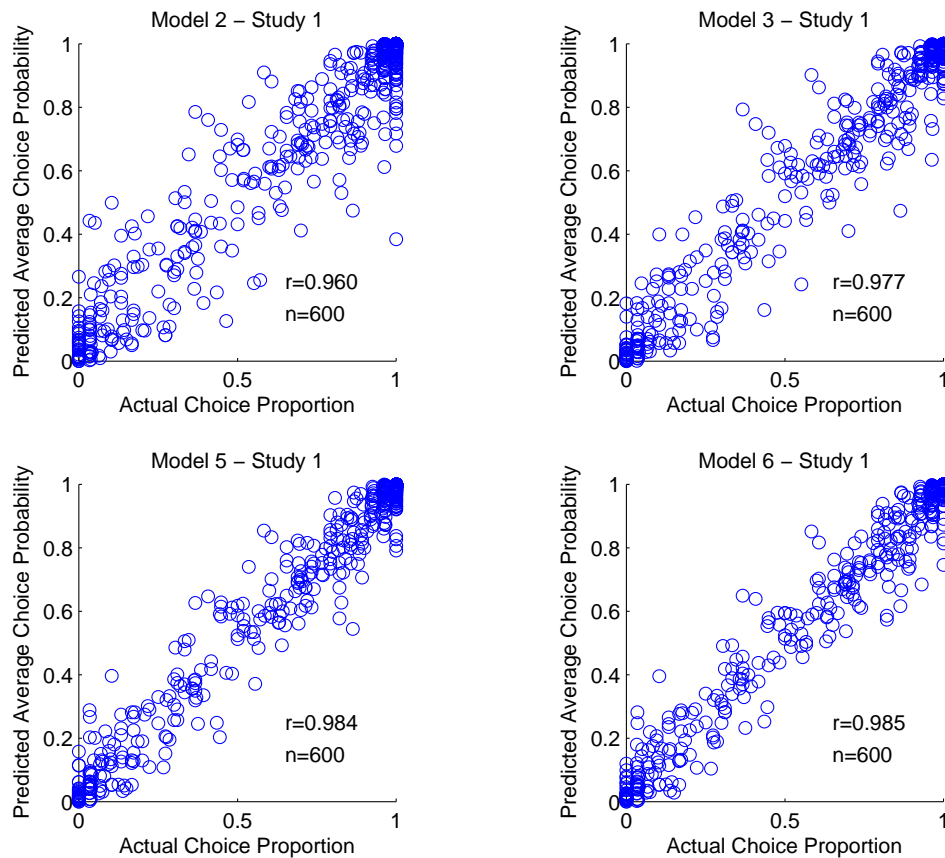 Model 2 – Study 1
Predicted Average Choice Probability
1
0.8
0.6
0.4
0.2
0
r=0.960
n=600
0
0.5
1
Actual Choice Proportion
Model 3 – Study 1
Predicted Average Choice Probability
1
0.8
0.6
0.4
0.2
0
r=0.977
n=600
0
0.5
1
Actual Choice Proportion
Model 5 – Study 1
Predicted Average Choice Probability
1
0.8
0.6
0.4
0.2
0
r=0.984
n=600
0
0.5
1
Actual Choice Proportion
Model 6 – Study 1
Predicted Average Choice Probability
1
0.8
0.6
0.4
0.2
0
r=0.985
n=600
0
0.5
1
Actual Choice Proportion